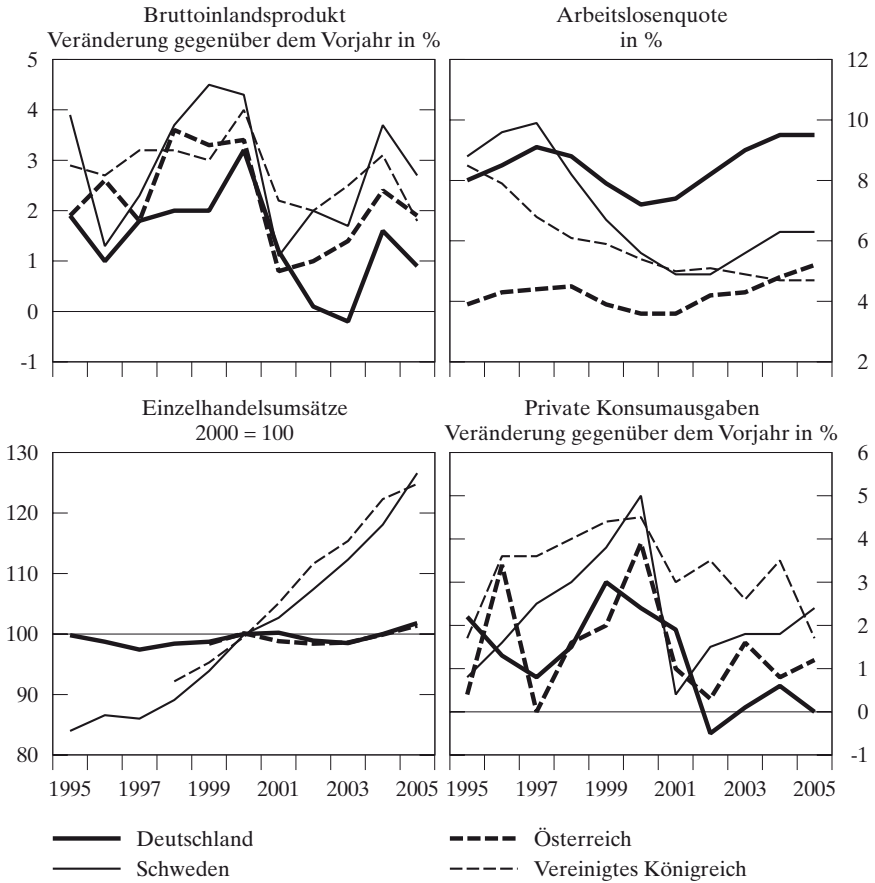 Bruttoinlandsprodukt
Veränderung gegenüber dem Vorjahr in %
5
4
3
2
1
0
-1
Arbeitslosenquote
in %
12
10
8
6
4
2
Einzelhandelsumsätze
2000 = 100
130
120
110
100
90
80
1995 1997 1999 2001 2003 2005
Private Konsumausgaben
Veränderung gegenüber dem Vorjahr in %
6
5
4
3
2
1
0
-1
1995 1997 1999 2001 2003 2005
Deutschland
Schweden
Österreich
Vereinigtes Königreich